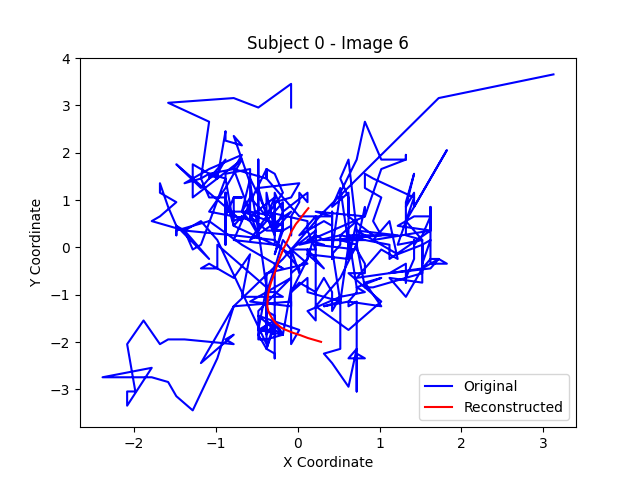 Subject 0 - Image 6
Y Coordinate
4
3
2
1
0
−1
−2
−3
−2
−1
0
1
2
3
X Coordinate
Original
Reconstructed